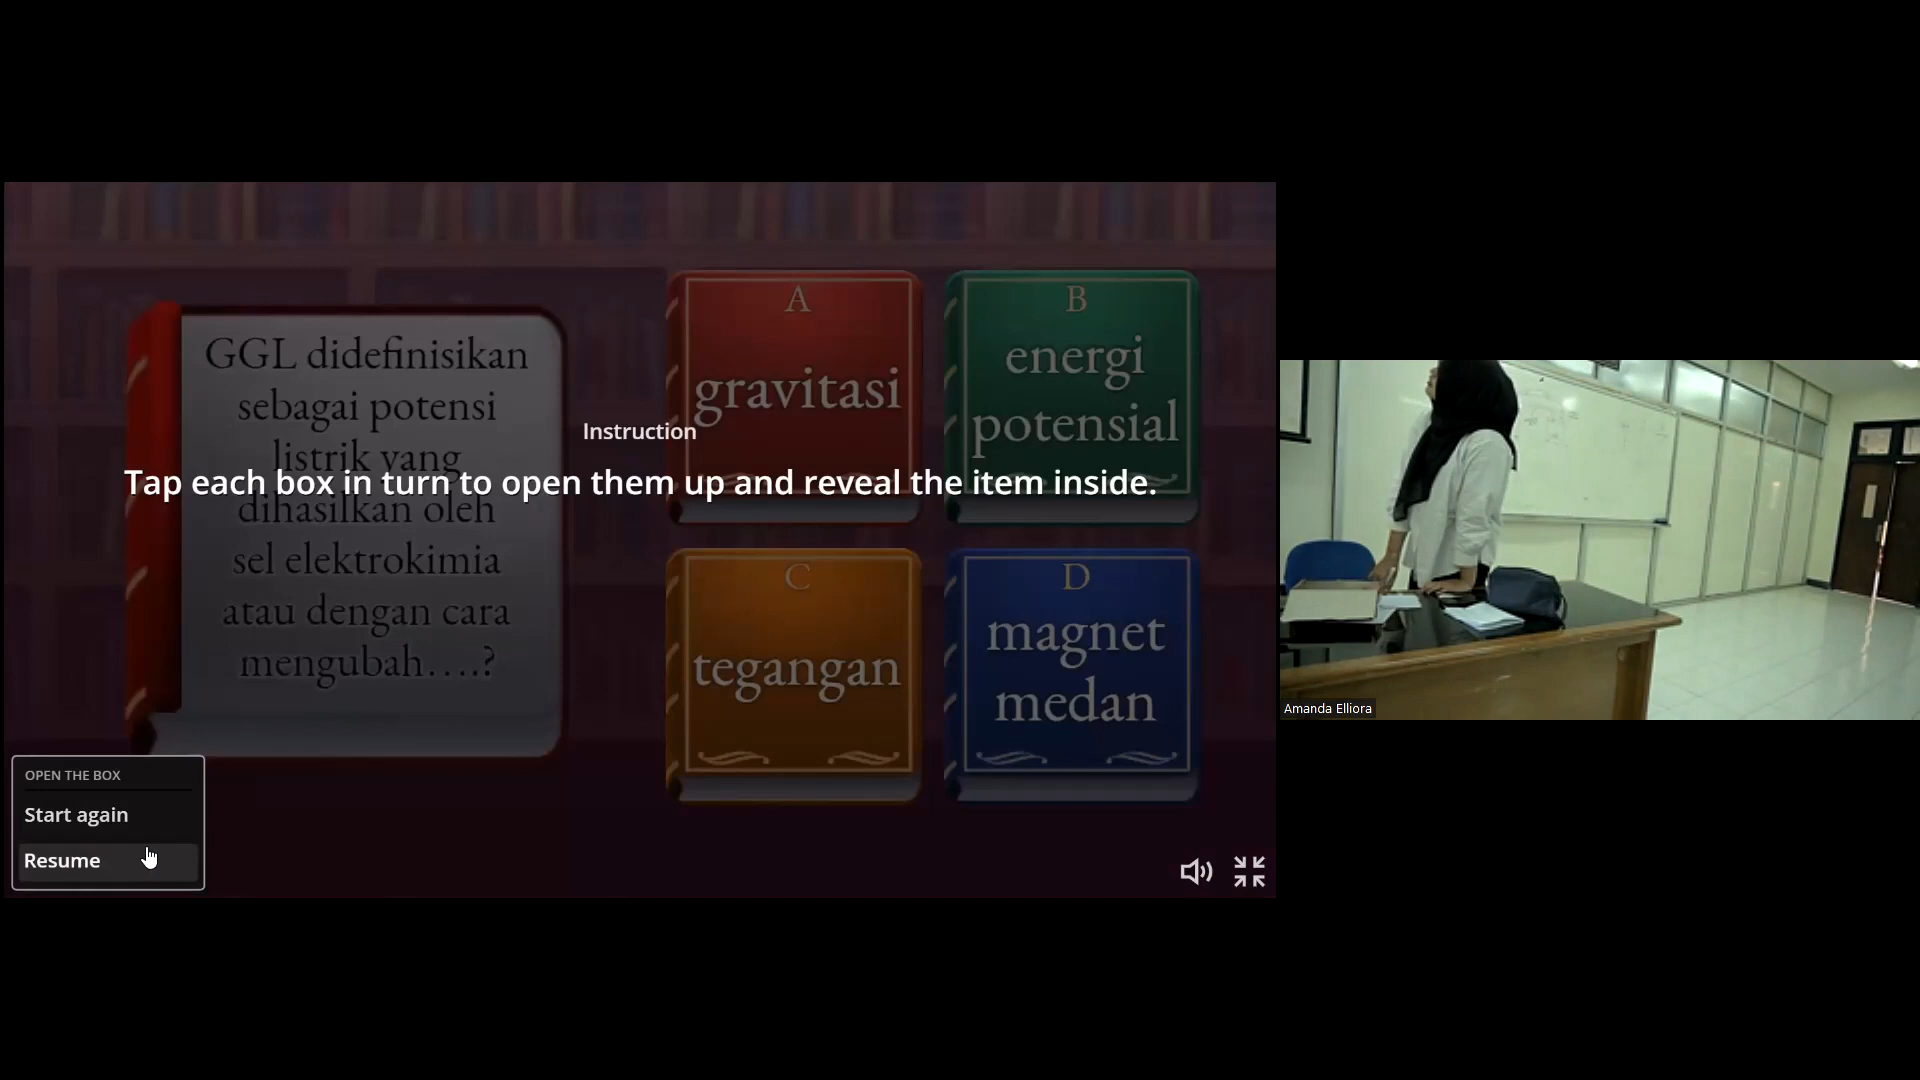 GGL didefinisikan
sebagai potensi
listrik yang
dihasilkan oleh
sel elektrokimia
atau dengan cara
mengubah....?
A
gravitasi
B
energi
potensial
C
tegangan
D
magnet
medan
Instruction
Tap each box in turn to open them up and reveal the item inside.
OPEN THE BOX
Start again
Resume
Amanda Elliora